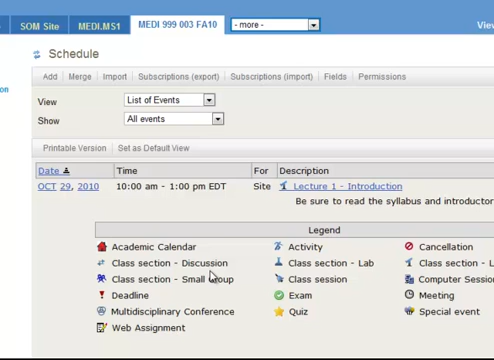 SOM Site MEDI.MS1 MEDI 999 003 FA10 - more - View
Schedule
Add Merge Import Subscriptions (export) Subscriptions (import) Fields Permissions
on
View List of Events
Show All events
Printable Version Set as Default View
Date Time For Description
OCT 29, 2010 10:00 am - 1:00 pm EDT Site Lecture 1 - Introduction
Be sure to read the syllabus and introductor
Legend
Academic Calendar Activity Cancellation
Class section - Discussion Class section - Lab Class section - L
Class section - Small Group Class session Computer Sessio
Deadline Exam Meeting
Multidisciplinary Conference Quiz Special event
Web Assignment